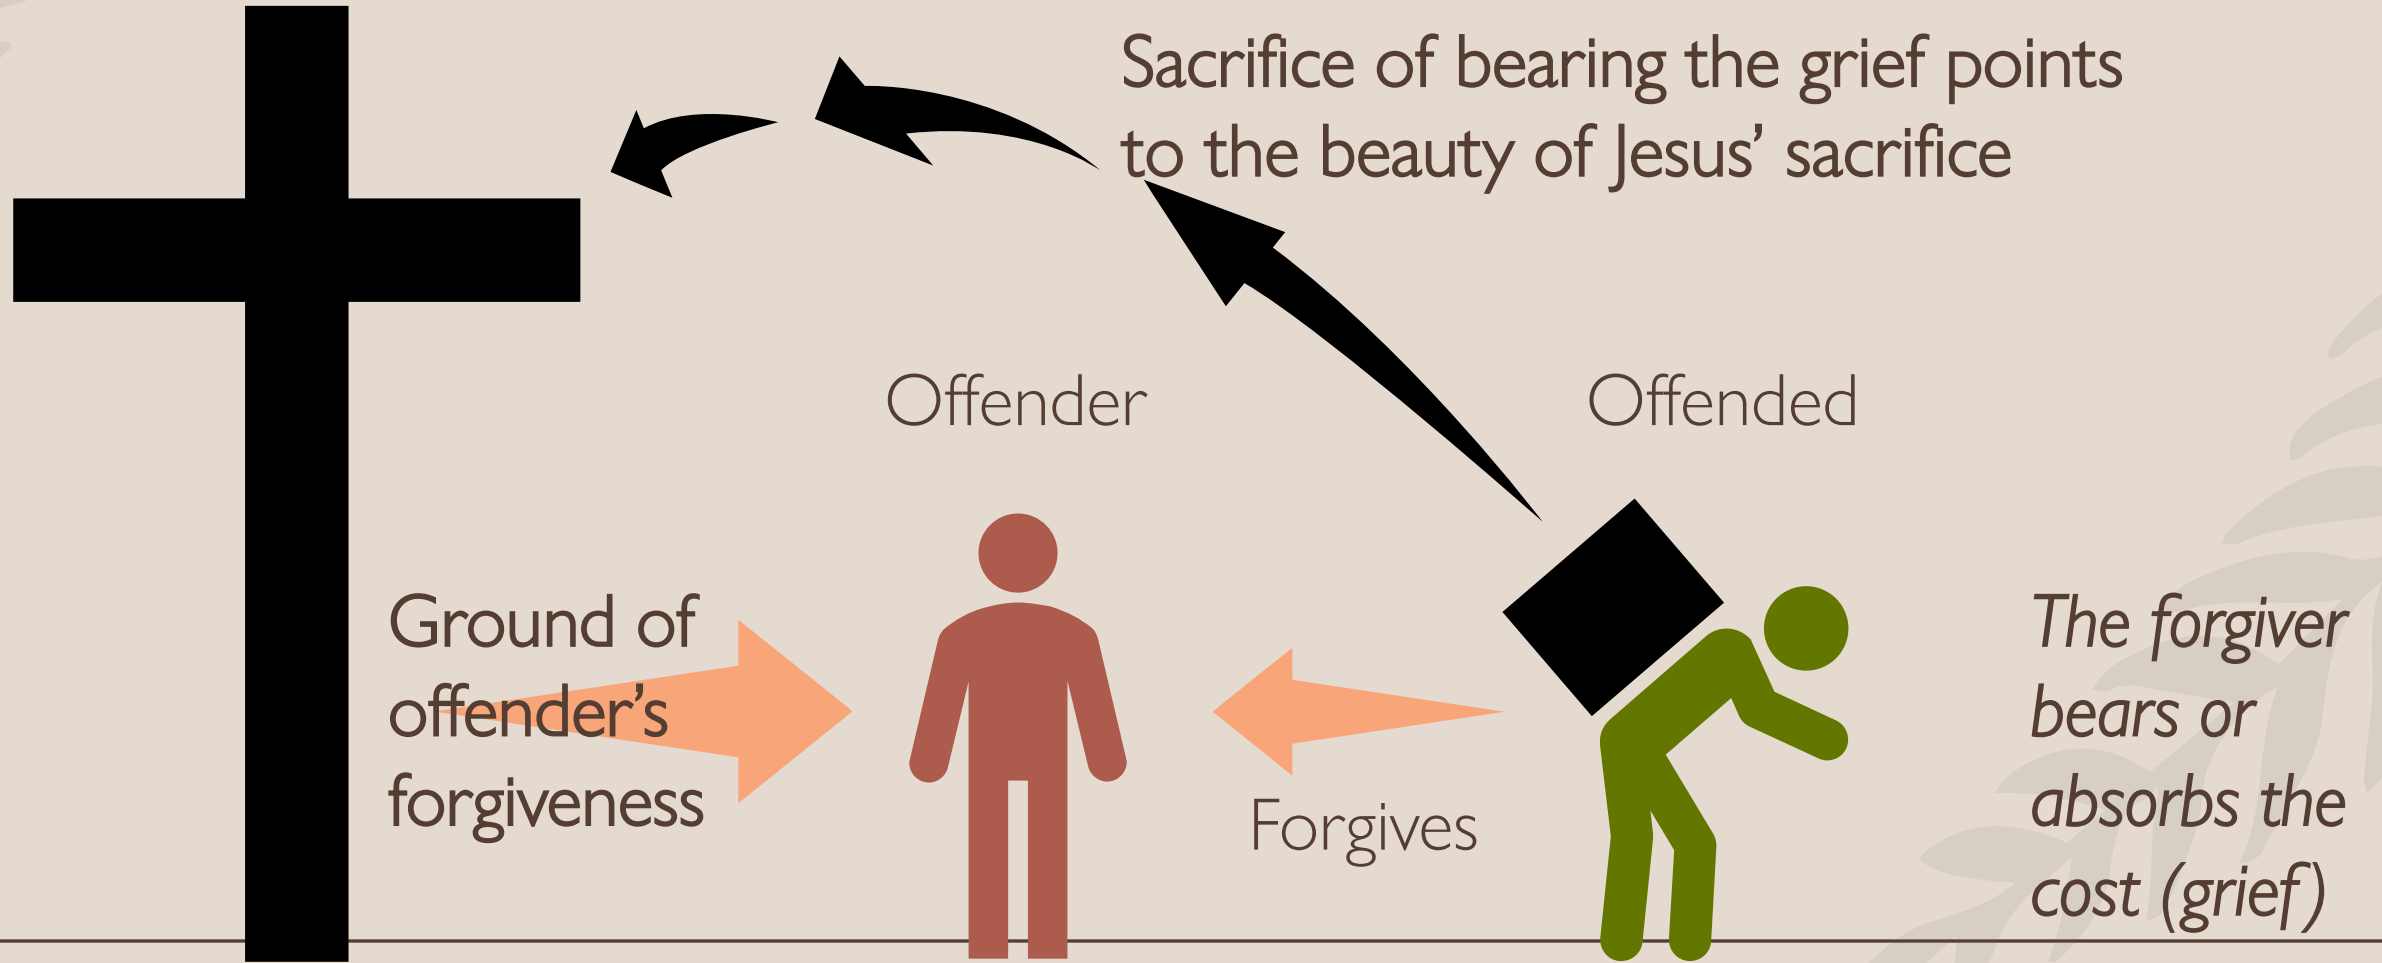 Sacrifice of bearing the grief points
to the beauty of Jesus’ sacrifice
Offender
Offended
Ground of
offender’s
forgiveness
Forgives
The forgiver
bears or
absorbs the
cost (grief)